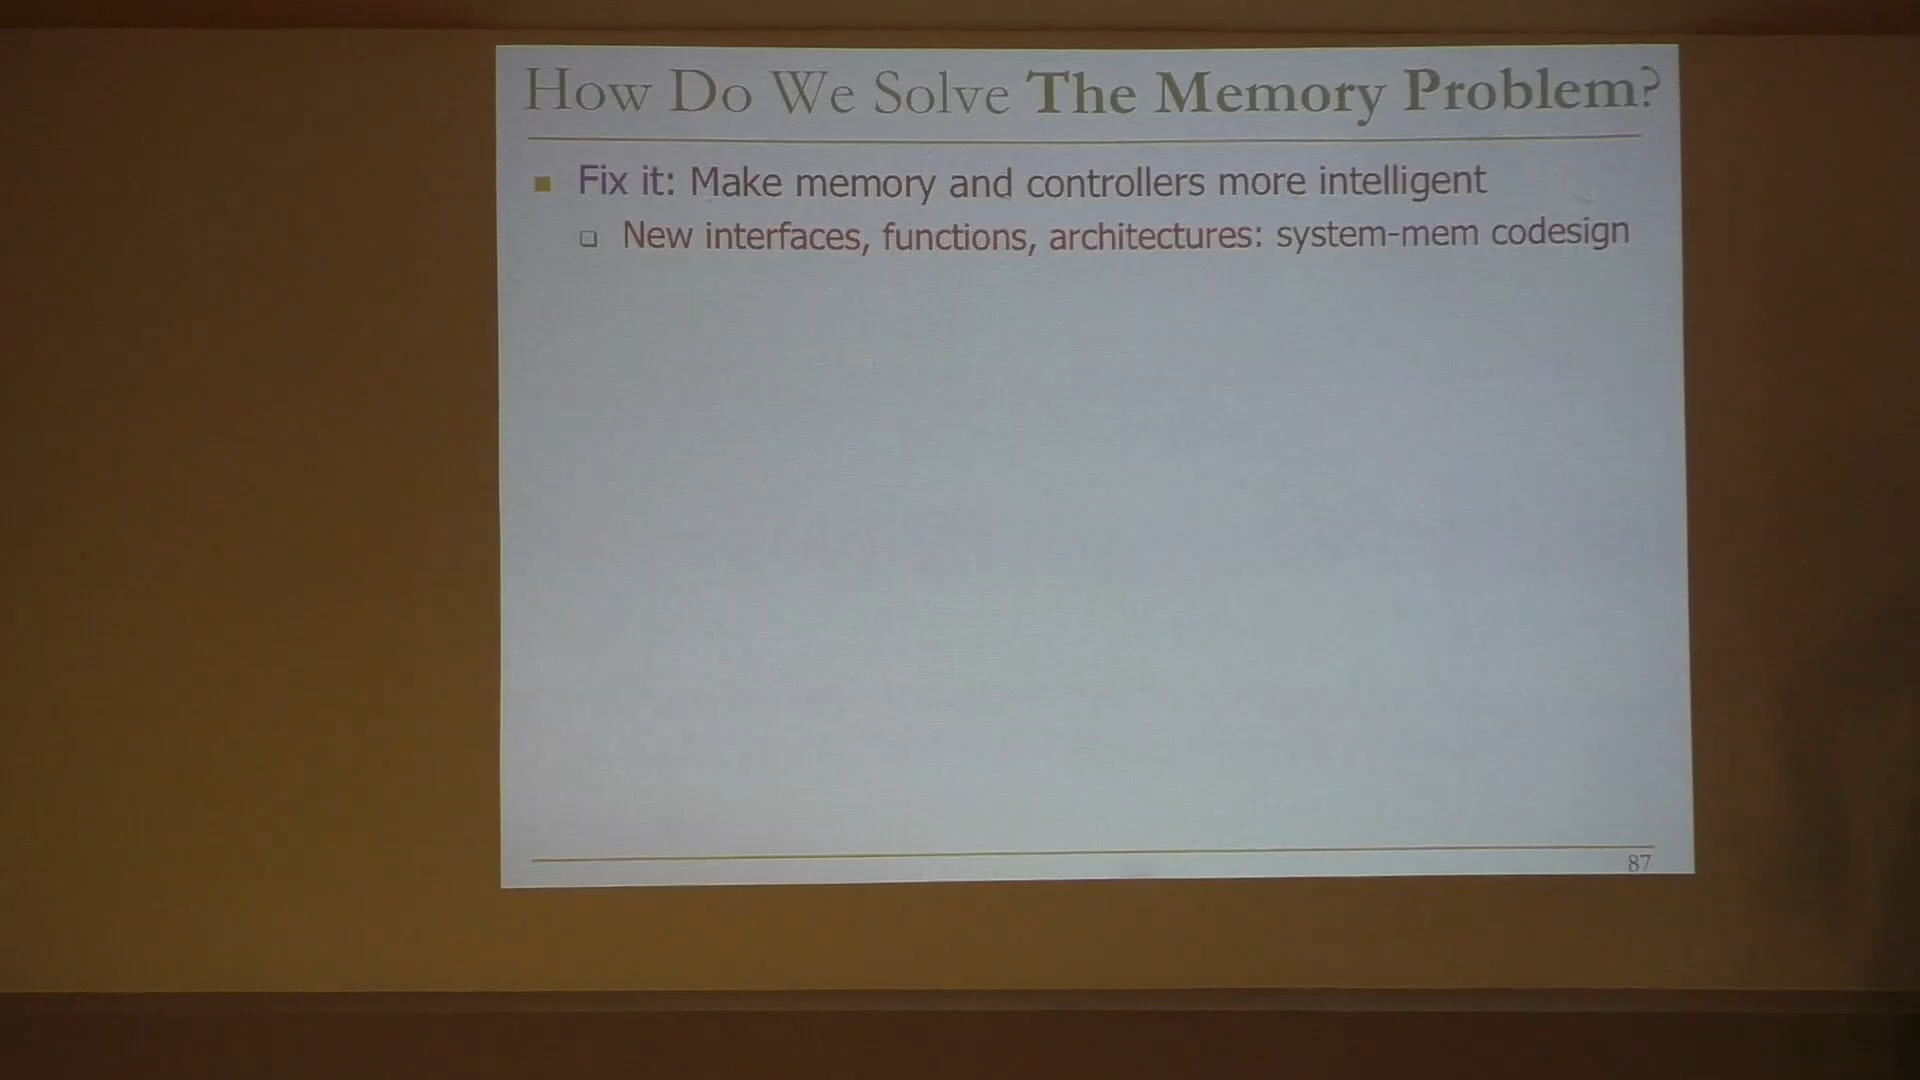 How Do We Solve The Memory Problem?
Fix it: Make memory and controllers more intelligent
New interfaces, functions, architectures: system-mem codesign
87